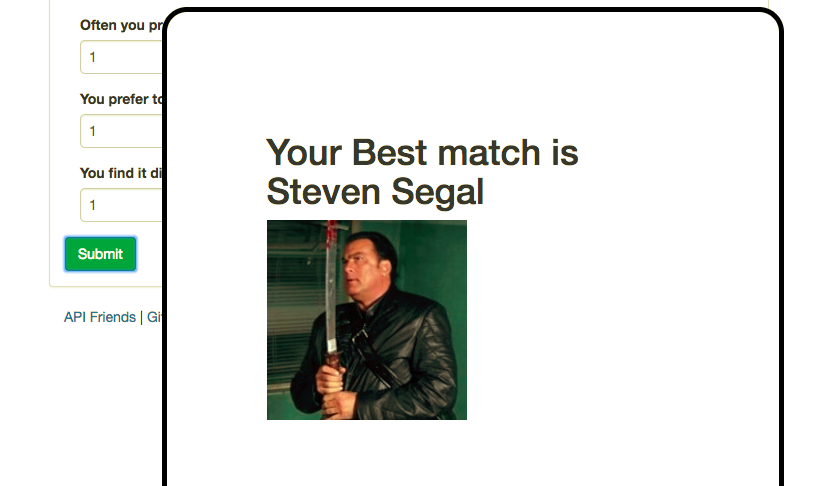 Often you pr
1
You prefer to
1
You find it di
1
Submit
API Friends | Gi
Your Best match is
Steven Segal